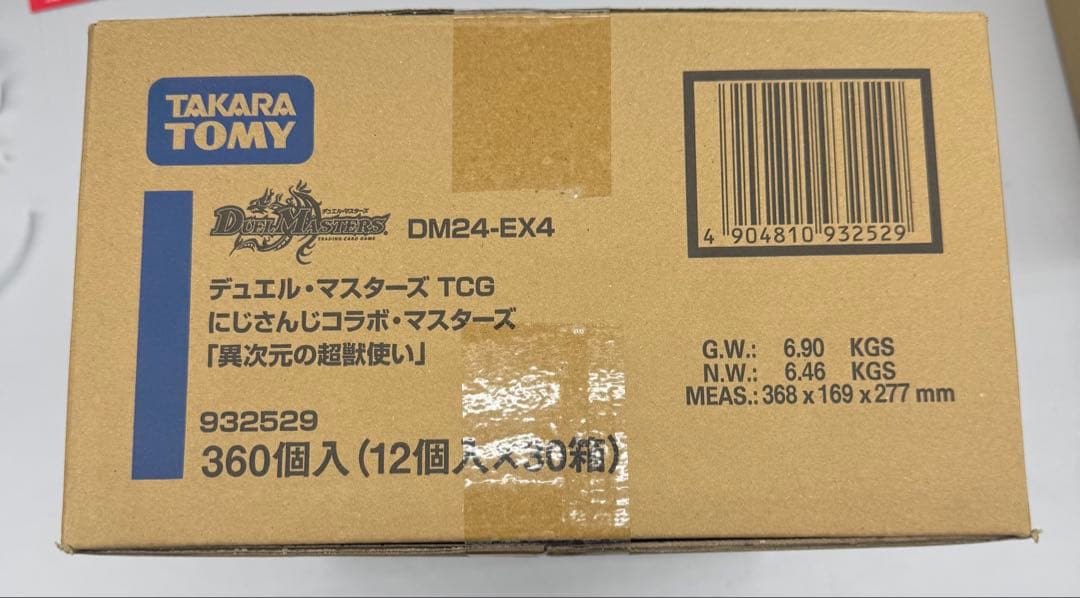 TAKARA
TOMY
デュエル・マスターズ
DUEL MASTERS
TRADING CARD GAME
DM24-EX4
デュエル・マスターズ TCG
にじさんじコラボ・マスターズ
「異次元の超獣使い」
932529
360個入(12個入×30箱)
4 904810 932529
G.W.: 6.90 KGS
N.W.: 6.46 KGS
MEAS.: 368 x 169 x 277 mm